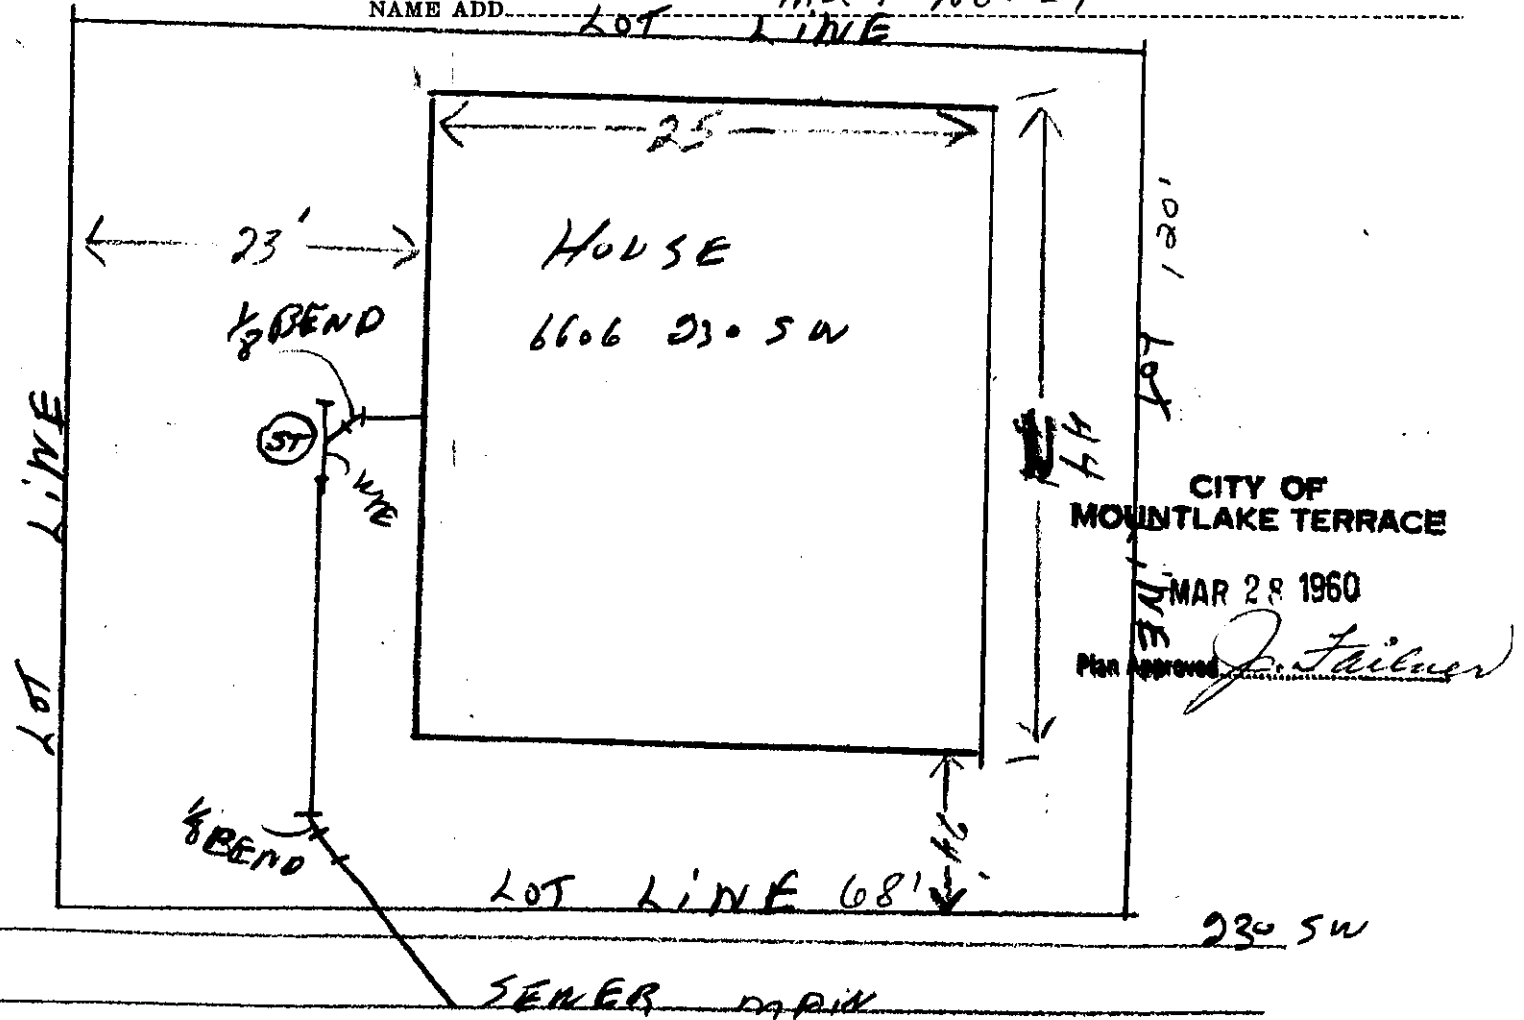 NAME ADD
LOT LINE
25
23'
HOUSE
6606 230 SW
1/8 BEND
ST
WYE
44
LOT 120'
LINE
LOT LINE
CITY OF
MOUNTLAKE TERRACE
MAR 28 1960
Plan Approved
1/8 BEND
24
LOT LINE 68'
230 SW
SEWER MAIN